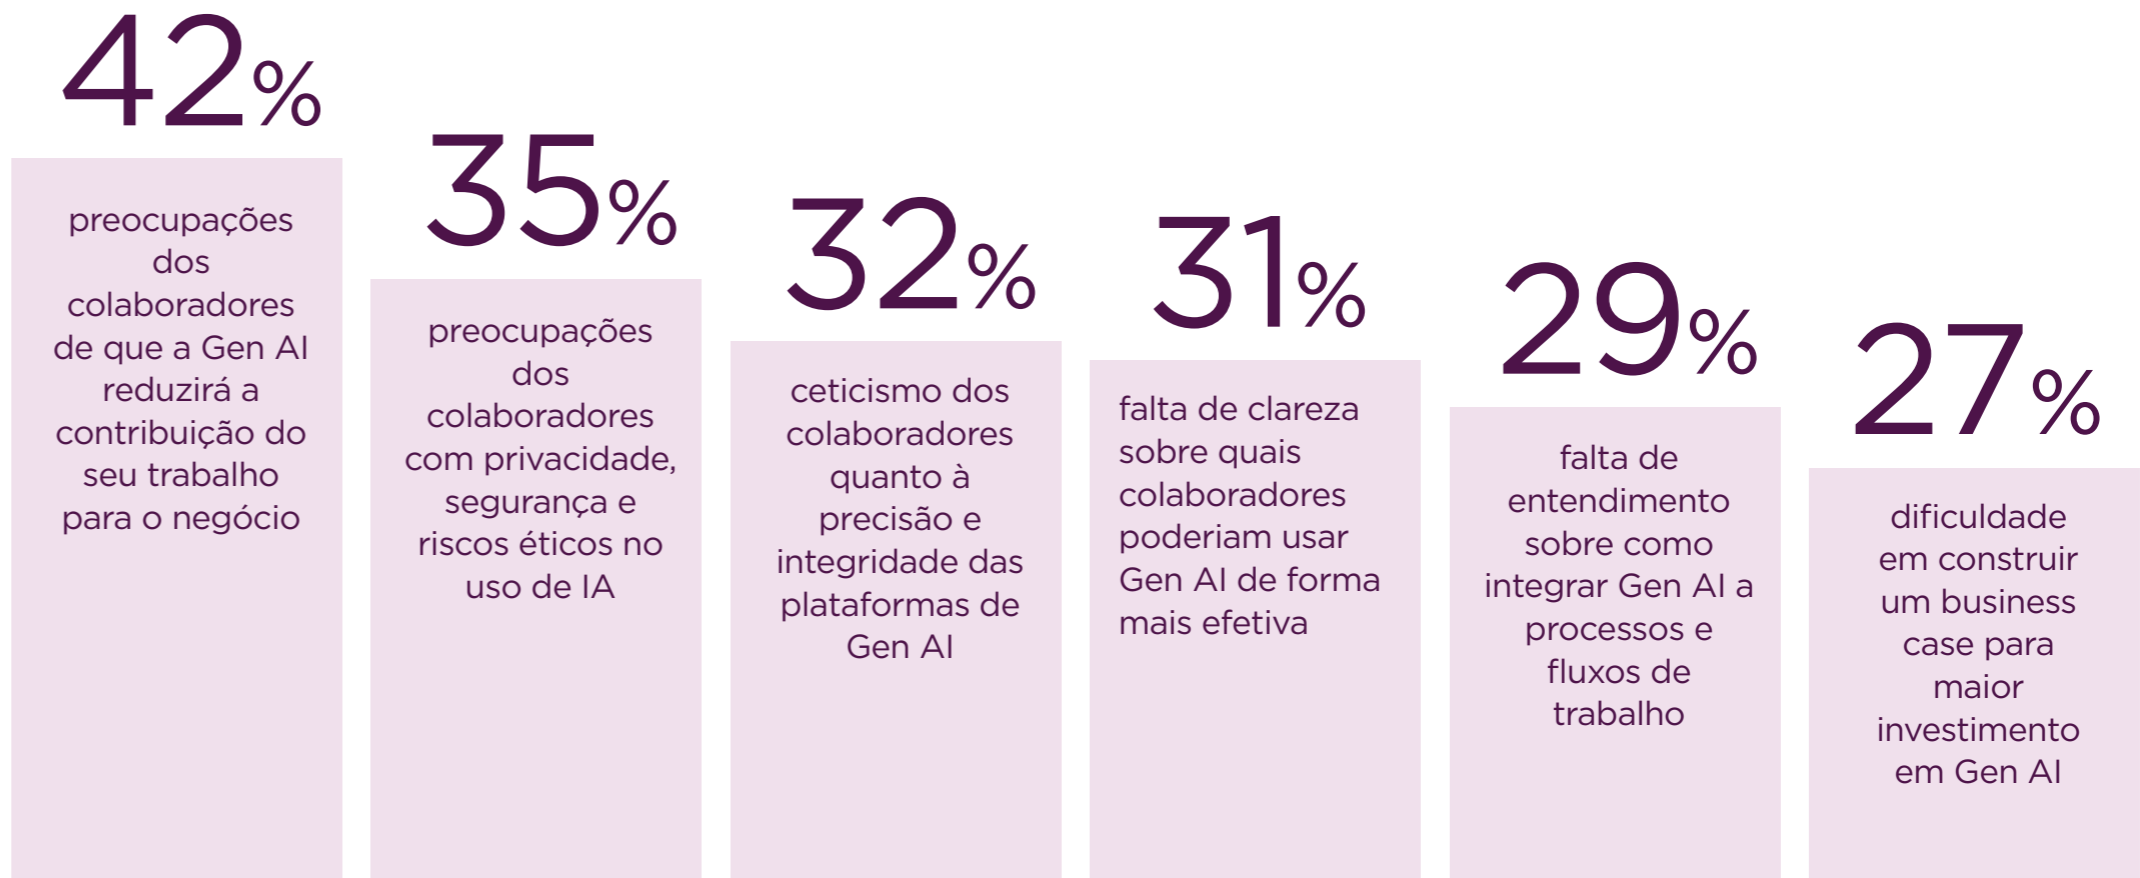 42%
preocupações
dos
colaboradores
de que a Gen AI
reduzirá a
contribuição do
seu trabalho
para o negócio
35%
preocupações
dos
colaboradores
com privacidade,
segurança e
riscos éticos no
uso de IA
32%
ceticismo dos
colaboradores
quanto à
precisão e
integridade das
plataformas de
Gen AI
31%
falta de clareza
sobre quais
colaboradores
poderiam usar
Gen AI de forma
mais efetiva
29%
falta de
entendimento
sobre como
integrar Gen AI a
processos e
fluxos de
trabalho
27%
dificuldade
em construir
um business
case para
maior
investimento
em Gen AI